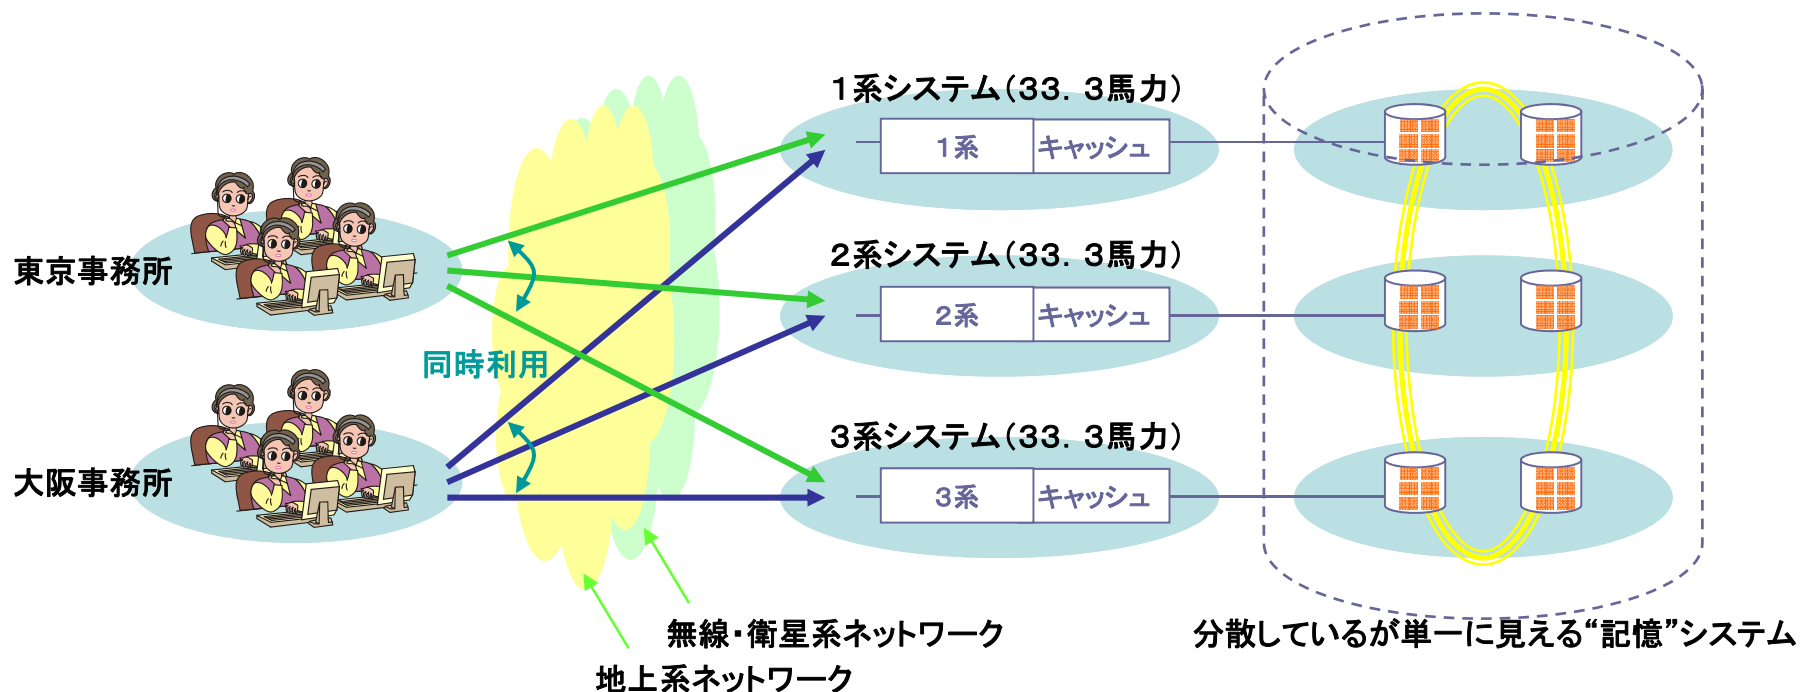 1系システム(33.3馬力)
1系 キャッシュ
2系システム(33.3馬力)
東京事務所
2系 キャッシュ
同時利用
3系システム(33.3馬力)
大阪事務所
3系 キャッシュ
無線・衛星系ネットワーク
分散しているが単一に見える“記憶”システム
地上系ネットワーク